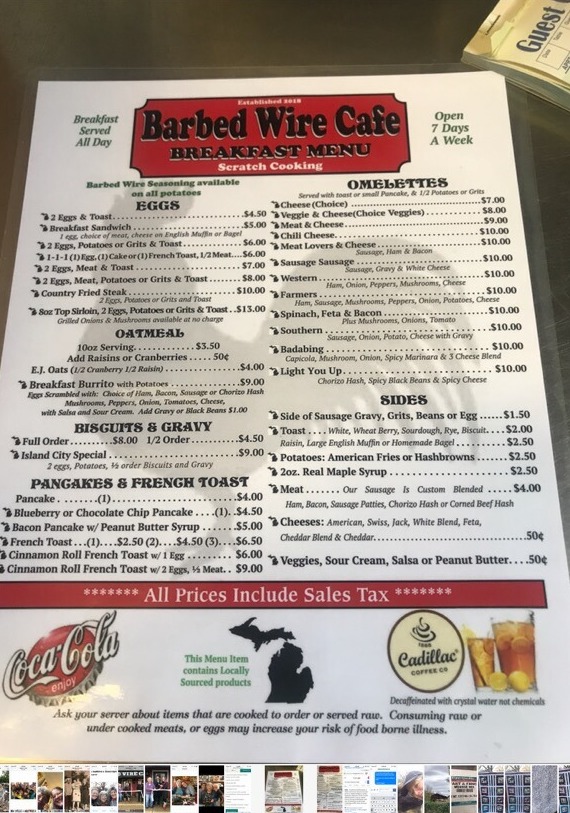 Guest
Established 2018
Breakfast
Served
All Day
Barbed Wire Cafe
BREAKFAST MENU
Scratch Cooking
Open
7 Days
A Week
Barbed Wire Seasoning available
on all potatoes
EGGS
2 Eggs & Toast........$4.50
Breakfast Sandwich........$5.00
1 egg, choice of meat, cheese on English Muffin or Bagel
2 Eggs, Potatoes or Grits & Toast........$6.00
1-1-1 (1) Egg, (1) Cake or (1) French Toast, 1/2 Meat....$6.00
2 Eggs, Meat & Toast........$7.00
2 Eggs, Meat, Potatoes or Grits & Toast........$8.00
Country Fried Steak........$10.00
2 Eggs, Potatoes or Grits and Toast
8oz Top Sirloin, 2 Eggs, Potatoes or Grits & Toast..$13.00
Grilled Onions & Mushrooms available at no charge
OATMEAL
10oz Serving........$3.50
Add Raisins or Cranberries.....50¢
E.J. Oats (1/2 Cranberry 1/2 Raisin)........$4.00
Breakfast Burrito with Potatoes........$9.00
Eggs Scrambled with: Choice of Ham, Bacon, Sausage or Chorizo Hash
Mushrooms, Peppers, Onion, Tomatoes, Cheese,
with Salsa and Sour Cream. Add Gravy or Black Beans $1.00
BISCUITS & GRAVY
Full Order........$8.00 1/2 Order........$4.50
Island City Special........$9.00
2 eggs, Potatoes, ½ order Biscuits and Gravy
PANCAKES & FRENCH TOAST
Pancake........(1)........$4.00
Blueberry or Chocolate Chip Pancake....(1)..$4.50
Bacon Pancake w/ Peanut Butter Syrup........$5.00
French Toast...(1)....$2.50 (2)....$4.50 (3)...$6.50
Cinnamon Roll French Toast w/ 1 Egg........$6.00
Cinnamon Roll French Toast w/ 2 Eggs, ½ Meat..$9.00
OMELETTES
Served with toast or small Pancake, & 1/2 Potatoes or Grits
Cheese (Choice)........$7.00
Veggie & Cheese(Choice Veggies)........$8.00
Meat & Cheese........$9.00
Chili Cheese........$10.00
Meat Lovers & Cheese........$10.00
Sausage, Ham & Bacon
Sausage Sausage........$10.00
Sausage, Gravy & White Cheese
Western........$10.00
Ham, Onion, Peppers, Mushrooms, Cheese
Farmers........$10.00
Ham, Sausage, Mushrooms, Peppers, Onion, Potatoes, Cheese
Spinach, Feta & Bacon........$10.00
Plus Mushrooms, Onions, Tomato
Southern........$10.00
Sausage, Onion, Potato, Cheese with Gravy
Badabing........$10.00
Capicola, Mushroom, Onion, Spicy Marinara & 3 Cheese Blend
Light You Up........$10.00
Chorizo Hash, Spicy Black Beans & Spicy Cheese
SIDES
Side of Sausage Gravy, Grits, Beans or Egg......$1.50
Toast....White, Wheat, Berry, Sourdough, Rye, Biscuit....$2.00
Raisin, Large English Muffin or Homemade Bagel........$2.50
Potatoes: American Fries or Hashbrowns........$2.50
2oz. Real Maple Syrup........$2.50
Meat.......Our Sausage Is Custom Blended.....$4.00
Ham, Bacon, Sausage Patties, Chorizo Hash or Corned Beef Hash
Cheeses: American, Swiss, Jack, White Blend, Feta,
Cheddar Blend & Cheddar........50¢
Veggies, Sour Cream, Salsa or Peanut Butter....50¢
******* All Prices Include Sales Tax *******
Coca-Cola
enjoy
This Menu Item
contains Locally
Sourced products
1888
Cadillac
COFFEE CO
Decaffeinated with crystal water not chemicals
Ask your server about items that are cooked to order or served raw. Consuming raw or
under cooked meats, or eggs may increase your risk of food borne illness.